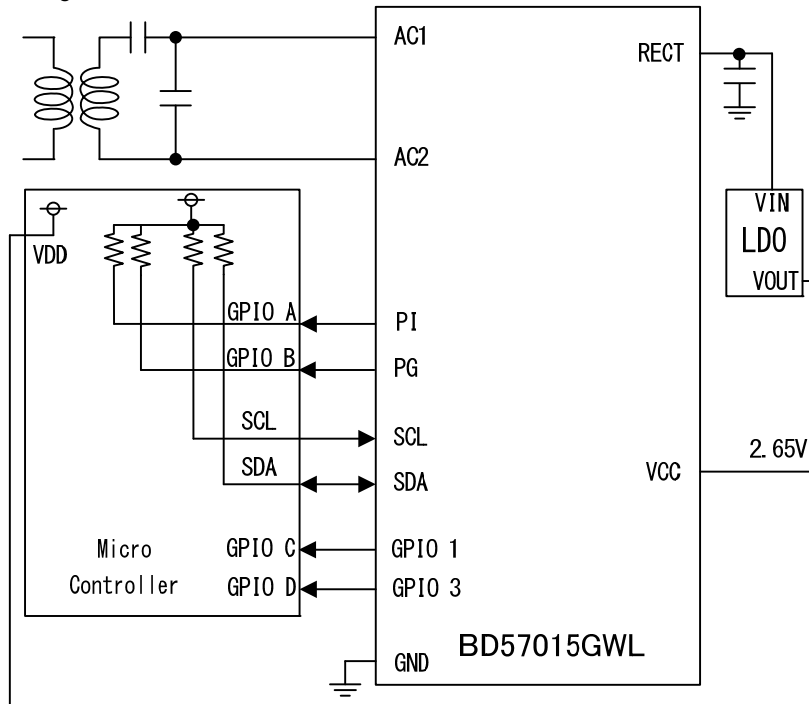 AC1
RECT
AC2
VDD
VIN
LDO
VOUT
GPIO A
PI
GPIO B
PG
SCL
SCL
SDA
SDA
VCC
2.65V
Micro
Controller
GPIO C
GPIO 1
GPIO D
GPIO 3
GND
BD57015GWL